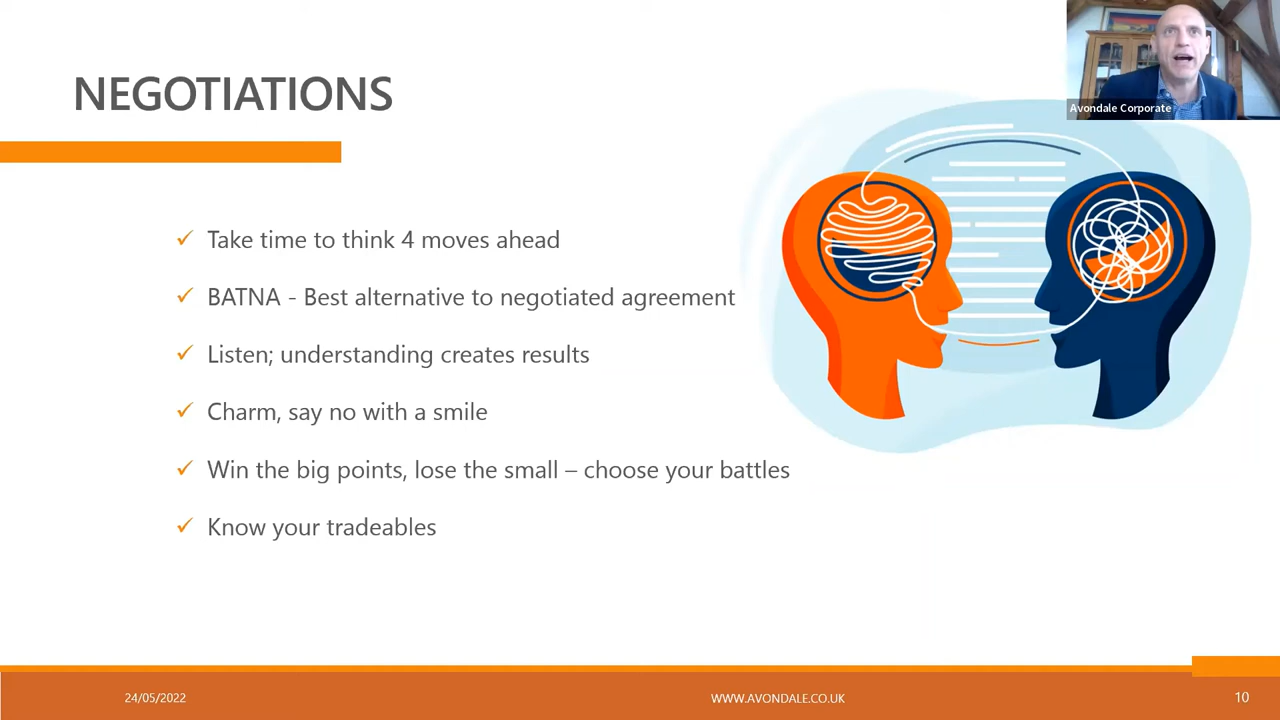 Avondale Corporate
NEGOTIATIONS
Take time to think 4 moves ahead
BATNA - Best alternative to negotiated agreement
Listen; understanding creates results
Charm, say no with a smile
Win the big points, lose the small – choose your battles
Know your tradeables
24/05/2022
WWW.AVONDALE.CO.UK
10